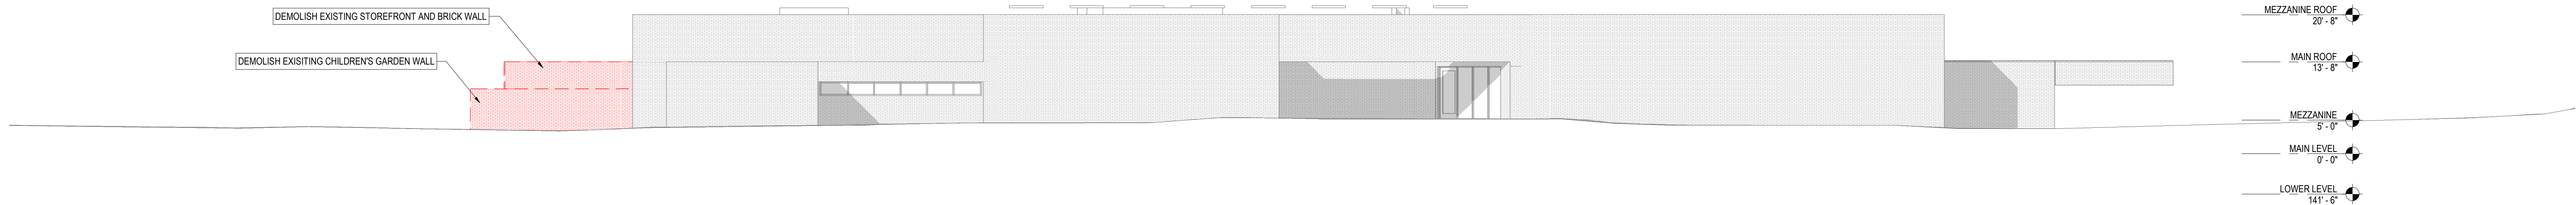 DEMOLISH EXISTING STOREFRONT AND BRICK WALL
DEMOLISH EXISITING CHILDREN'S GARDEN WALL
MEZZANINE ROOF
20' - 8"
MAIN ROOF
13' - 8"
MEZZANINE
5' - 0"
MAIN LEVEL
0' - 0"
LOWER LEVEL
141' - 6"